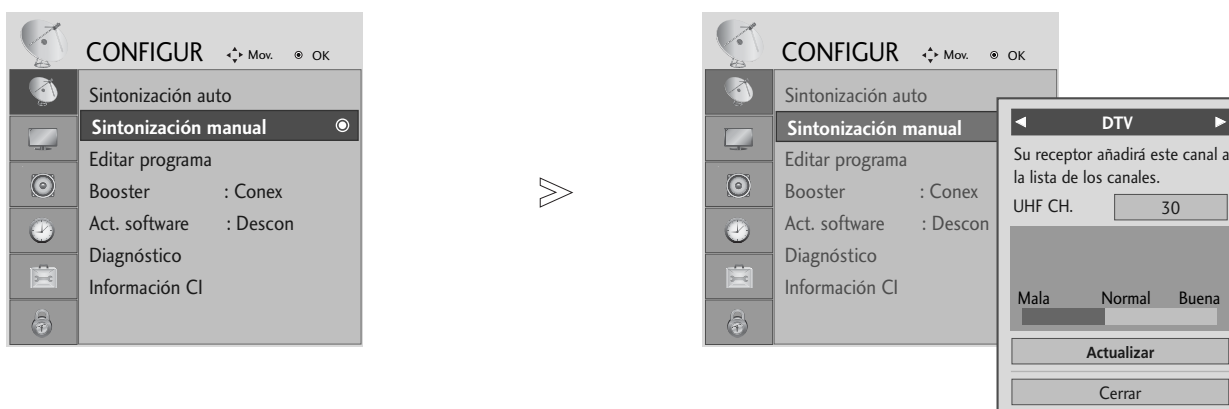 CONFIGUR Mov. OK
Sintonización auto
Sintonización manual
Editar programa
Booster : Conex
Act. software : Descon
Diagnóstico
Información CI
CONFIGUR Mov. OK
Sintonización auto
Sintonización manual
Editar programa
Booster : Conex
Act. software : Descon
Diagnóstico
Información CI
DTV
Su receptor añadirá este canal a
la lista de los canales.
UHF CH. 30
Mala Normal Buena
Actualizar
Cerrar